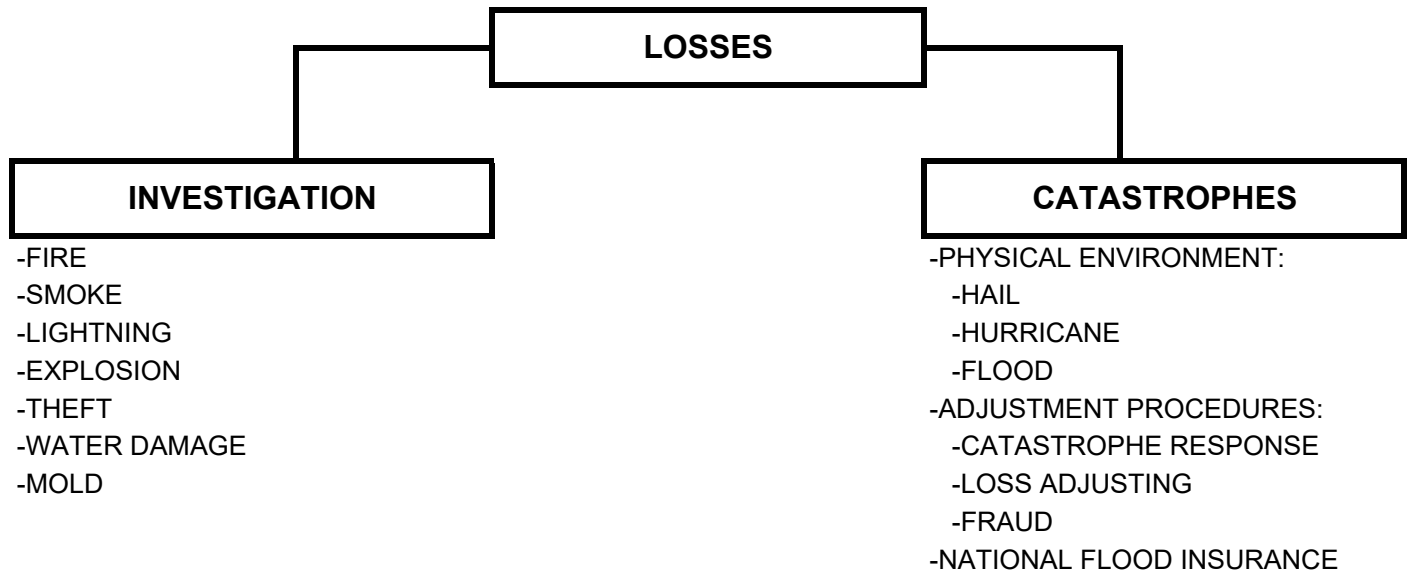 LOSSES
INVESTIGATION
-FIRE
-SMOKE
-LIGHTNING
-EXPLOSION
-THEFT
-WATER DAMAGE
-MOLD
CATASTROPHES
-PHYSICAL ENVIRONMENT:
-HAIL
-HURRICANE
-FLOOD
-ADJUSTMENT PROCEDURES:
-CATASTROPHE RESPONSE
-LOSS ADJUSTING
-FRAUD
-NATIONAL FLOOD INSURANCE